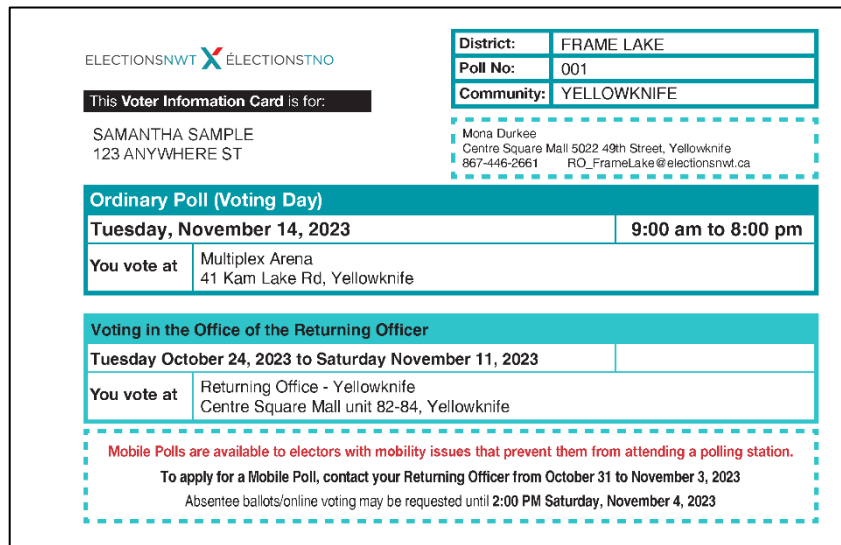 ELECTIONSNWT X ÉLECTIONSTNO
This Voter Information Card is for:
SAMANTHA SAMPLE
123 ANYWHERE ST
District: FRAME LAKE
Poll No: 001
Community: YELLOWKNIFE
Mona Durkee
Centre Square Mall 5022 49th Street, Yellowknife
867-446-2661 RO_FrameLake@electionsnwt.ca
Ordinary Poll (Voting Day)
Tuesday, November 14, 2023 9:00 am to 8:00 pm
You vote at
Multiplex Arena
41 Kam Lake Rd, Yellowknife
Voting in the Office of the Returning Officer
Tuesday October 24, 2023 to Saturday November 11, 2023
You vote at
Returning Office - Yellowknife
Centre Square Mall unit 82-84, Yellowknife
Mobile Polls are available to electors with mobility issues that prevent them from attending a polling station.
To apply for a Mobile Poll, contact your Returning Officer from October 31 to November 3, 2023
Absentee ballots/online voting may be requested until 2:00 PM Saturday, November 4, 2023